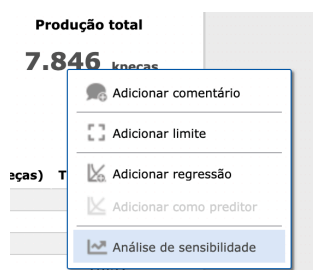 Produção total
7.846 kpeças
Adicionar comentário
Adicionar limite
eças) T
Adicionar regressão
Adicionar como preditor
Análise de sensibilidade